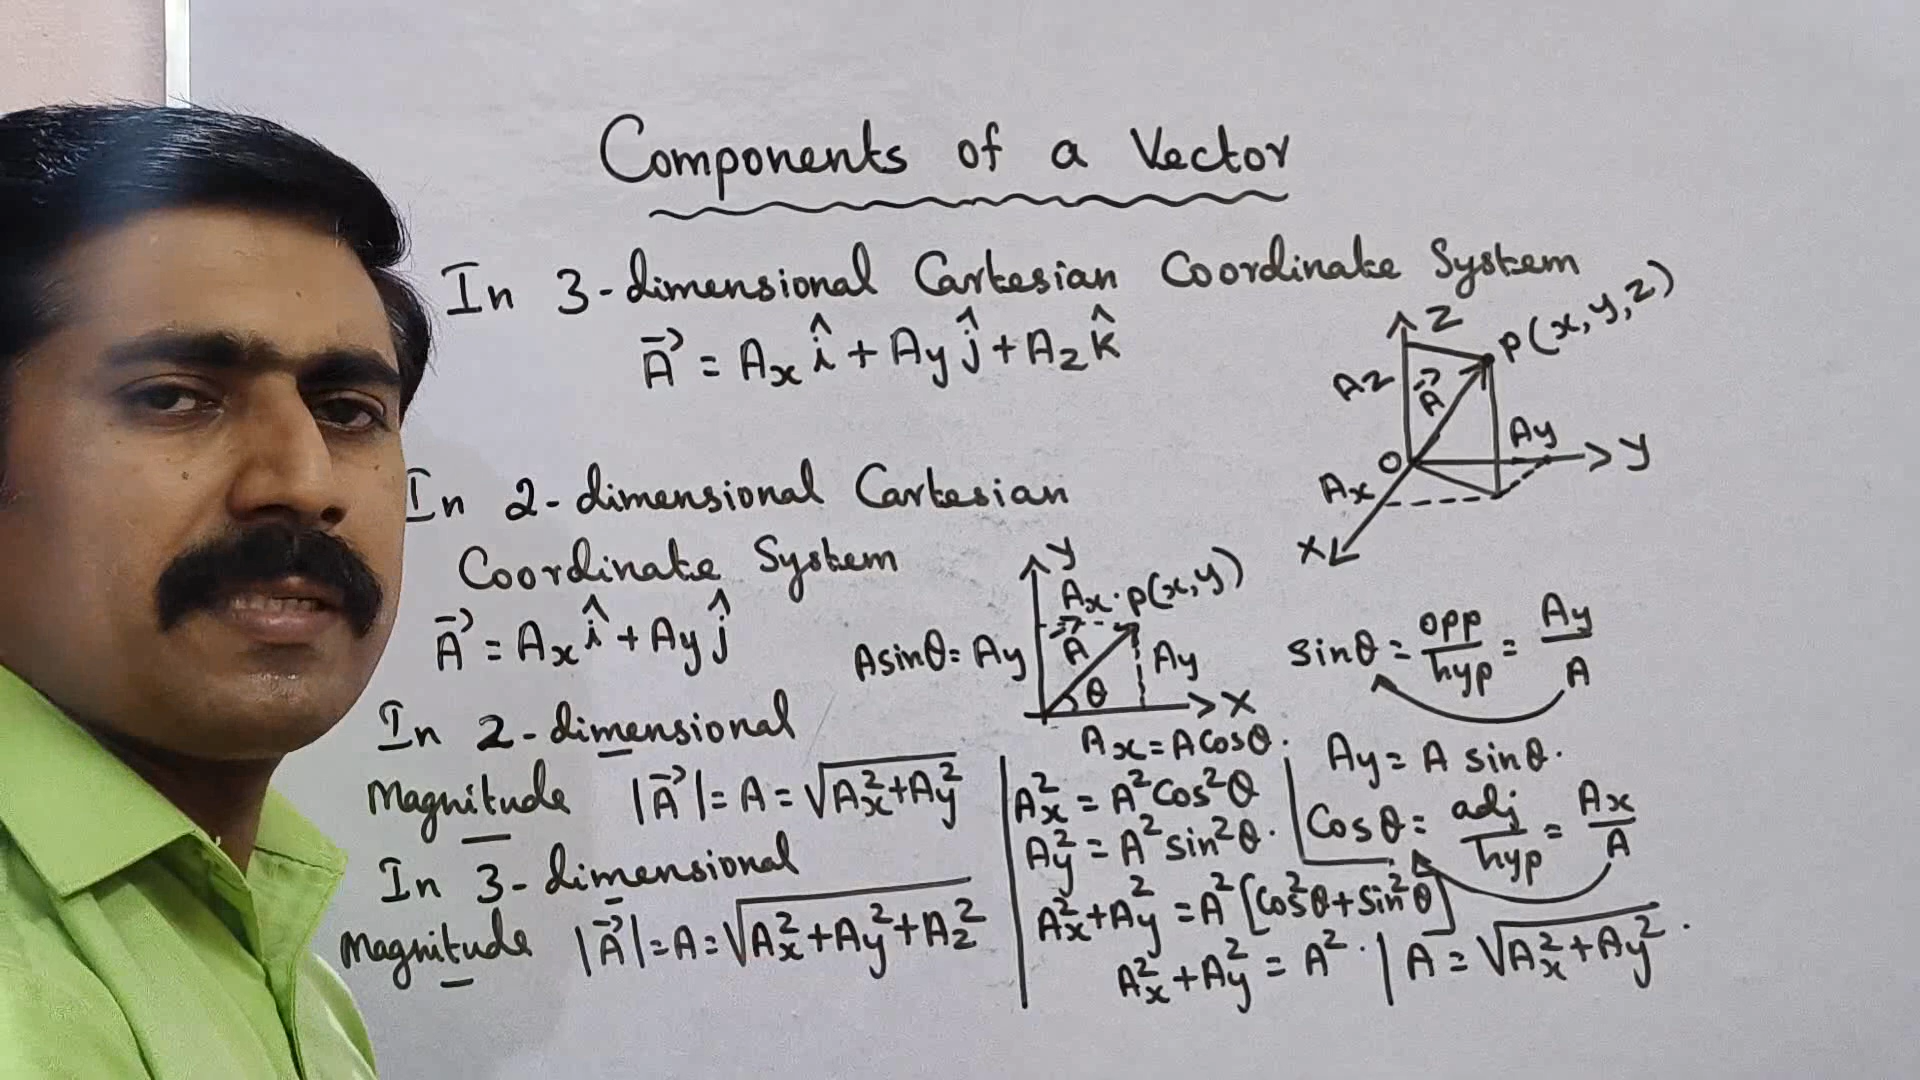 Components of a Vector
In 3-dimensional Cartesian Coordinate System
A⃗ = Aₓ î + Ay ĵ + Az k̂
Z
P(x, y, z)
Az
A⃗
Ay
O
y
Ax
X
In 2-dimensional Cartesian
Coordinate System
A⃗ = Aₓ î + Ay ĵ
y
Ax . P(x, y)
Asinθ = Ay
A⃗
Ay
θ
X
Ax = A Cosθ.
sinθ = opp/hyp = Ay/A
Ay = A sinθ.
Cosθ = adj/hyp = Ax/A
In 2-dimensional
Magnitude |A⃗| = A = √(Ax² + Ay²)
In 3-dimensional
Magnitude |A⃗| = A = √(Ax² + Ay² + Az²)
Ax² = A² Cos²θ
Ay² = A² sin²θ.
Ax² + Ay² = A² [Cos²θ + Sin²θ]
Ax² + Ay² = A². | A = √(Ax² + Ay²).